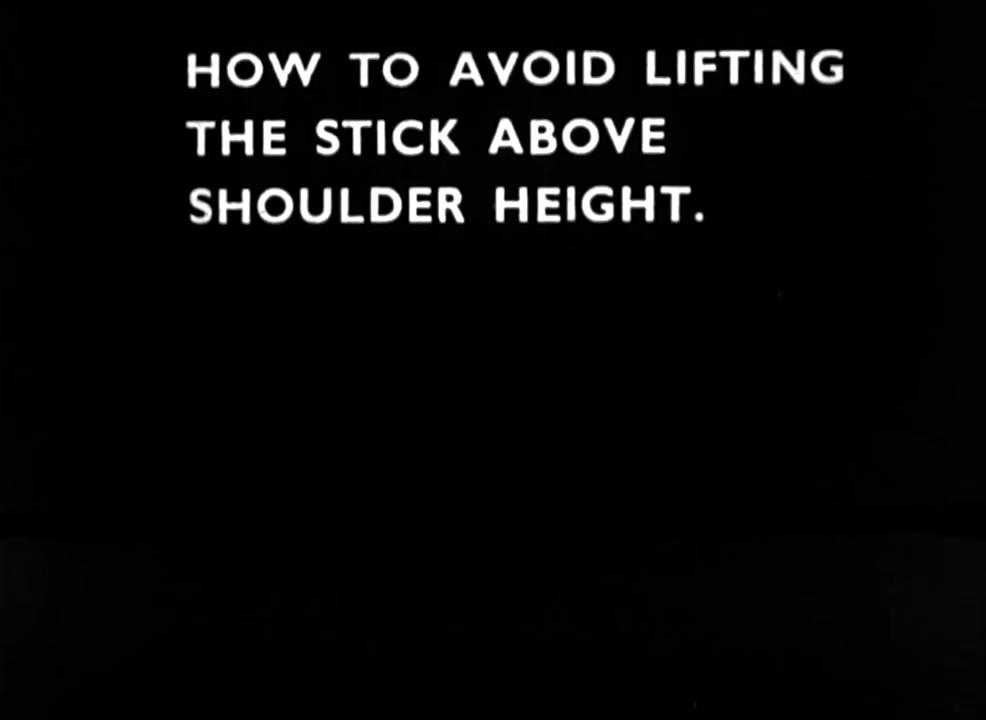 HOW TO AVOID LIFTING
THE STICK ABOVE
SHOULDER HEIGHT.